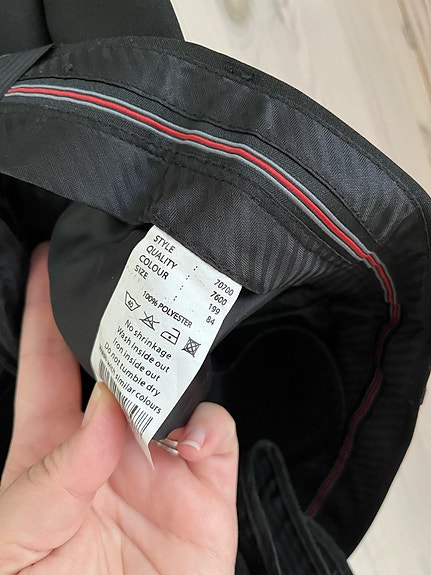 STYLE : 70700
QUALITY : 7600
COLOUR : 199
SIZE : 84
100% POLYESTER
No shrinkage
Wash inside out
Iron inside out
Do not tumble dry
similar colours